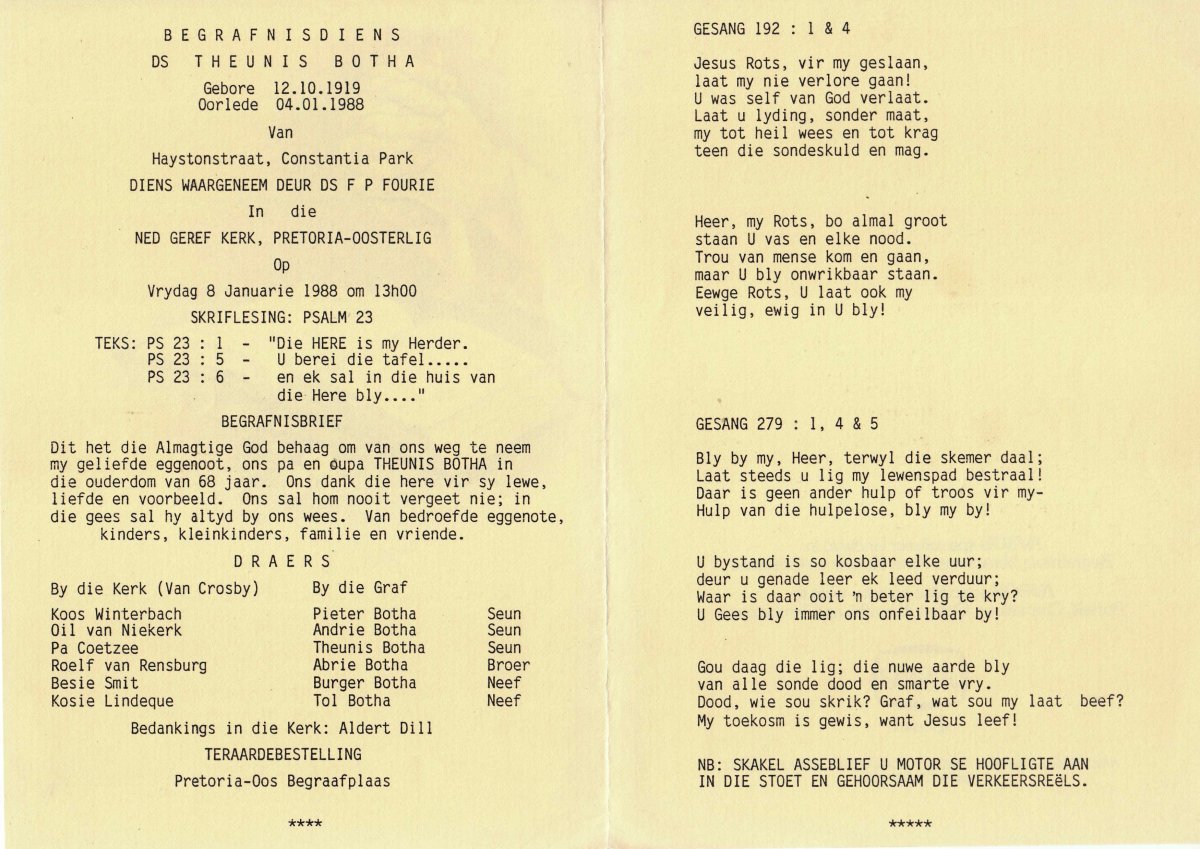 BEGRAFNISDIENS
DS THEUNIS BOTHA
Gebore 12.10.1919
Oorlede 04.01.1988
Van
Haystonstraat, Constantia Park
DIENS WAARGENEEM DEUR DS F P FOURIE
In die
NED GEREF KERK, PRETORIA-OOSTERLIG
Op
Vrydag 8 Januarie 1988 om 13h00
SKRIFLESING: PSALM 23
TEKS: PS 23 : 1 - "Die HERE is my Herder.
PS 23 : 5 - U berei die tafel.....
PS 23 : 6 - en ek sal in die huis van
die Here bly...."
BEGRAFNISBRIEF
Dit het die Almagtige God behaag om van ons weg te neem
my geliefde eggenoot, ons pa en oupa THEUNIS BOTHA in
die ouderdom van 68 jaar. Ons dank die here vir sy lewe,
liefde en voorbeeld. Ons sal hom nooit vergeet nie; in
die gees sal hy altyd by ons wees. Van bedroefde eggenote,
kinders, kleinkinders, familie en vriende.
DRAERS
By die Kerk (Van Crosby) By die Graf
Koos Winterbach Pieter Botha Seun
Oil van Niekerk Andrie Botha Seun
Pa Coetzee Theunis Botha Seun
Roelf van Rensburg Abrie Botha Broer
Besie Smit Burger Botha Neef
Kosie Lindeque Tol Botha Neef
Bedankings in die Kerk: Aldert Dill
TERAARDEBESTELLING
Pretoria-Oos Begraafplaas
****
GESANG 192 : 1 & 4
Jesus Rots, vir my geslaan,
laat my nie verlore gaan!
U was self van God verlaat.
Laat u lyding, sonder maat,
my tot heil wees en tot krag
teen die sondeskuld en mag.
Heer, my Rots, bo almal groot
staan U vas en elke nood.
Trou van mense kom en gaan,
maar U bly onwrikbaar staan.
Eewge Rots, U laat ook my
veilig, ewig in U bly!
GESANG 279 : 1, 4 & 5
Bly by my, Heer, terwyl die skemer daal;
Laat steeds u lig my lewenspad bestraal!
Daar is geen ander hulp of troos vir my-
Hulp van die hulpelose, bly my by!
U bystand is so kosbaar elke uur;
deur u genade leer ek leed verduur;
Waar is daar ooit 'n beter lig te kry?
U Gees bly immer ons onfeilbaar by!
Gou daag die lig; die nuwe aarde bly
van alle sonde dood en smarte vry.
Dood, wie sou skrik? Graf, wat sou my laat beef?
My toekosm is gewis, want Jesus leef!
NB: SKAKEL ASSEBLIEF U MOTOR SE HOOFLIGTE AAN
IN DIE STOET EN GEHOORSAAM DIE VERKEERSREëLS.
*****